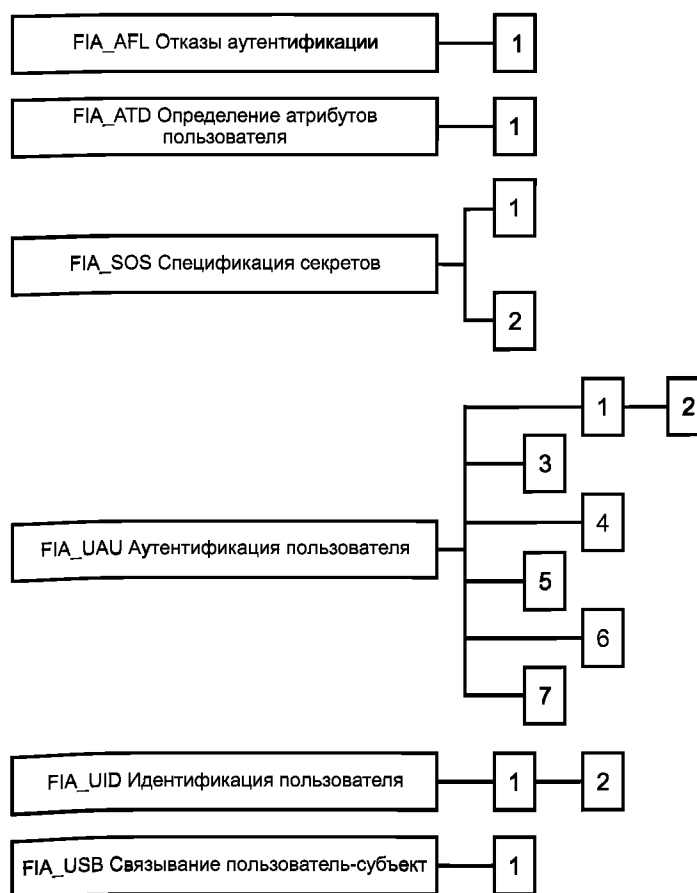 FIA_AFL Отказы аутентификации 1
FIA_ATD Определение атрибутов
пользователя 1
1
FIA_SOS Спецификация секретов
2
1 2
3
4
FIA_UAU Аутентификация пользователя
5
6
7
FIA_UID Идентификация пользователя 1 2
FIA_USB Связывание пользователь-субъект 1